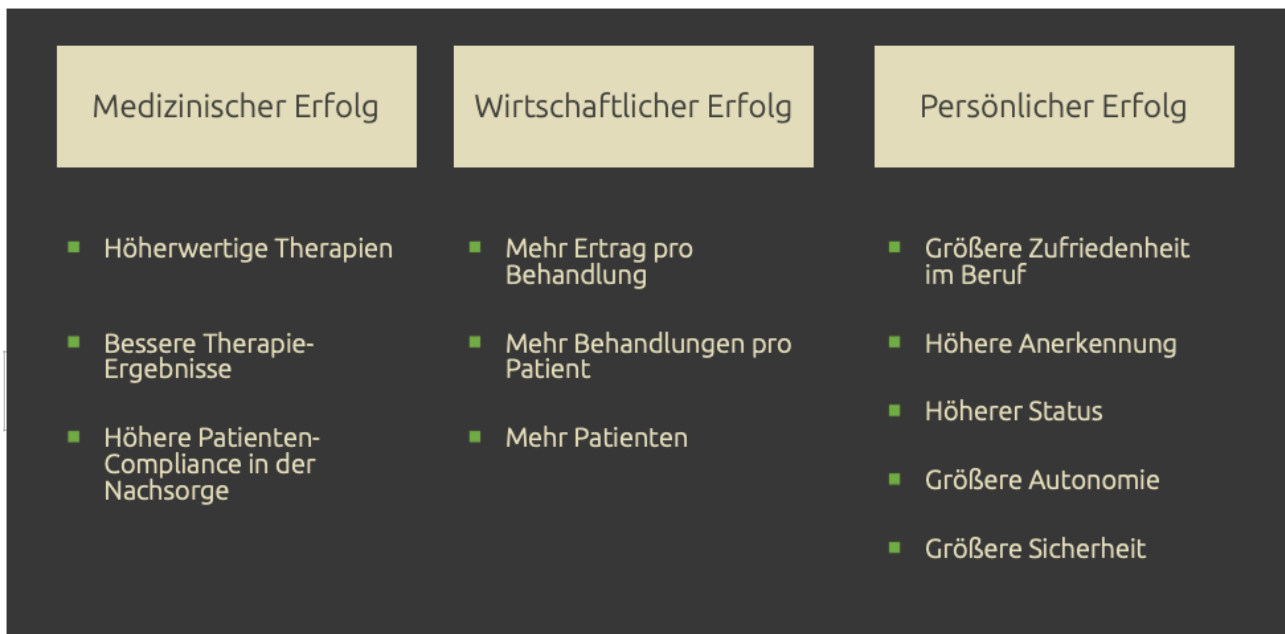 Medizinischer Erfolg
Höherwertige Therapien
Bessere Therapie-
Ergebnisse
Höhere Patienten-
Compliance in der
Nachsorge
Wirtschaftlicher Erfolg
Mehr Ertrag pro
Behandlung
Mehr Behandlungen pro
Patient
Mehr Patienten
Persönlicher Erfolg
Größere Zufriedenheit
im Beruf
Höhere Anerkennung
Höherer Status
Größere Autonomie
Größere Sicherheit